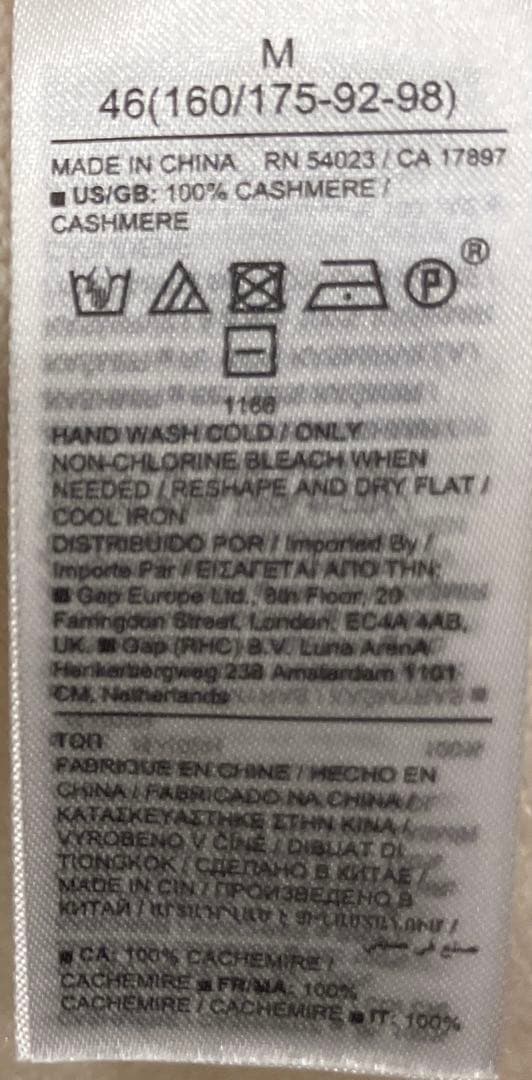 M
46(160/175-92-98)
MADE IN CHINA RN 54023 / CA 17897
■ US/GB: 100% CASHMERE /
CASHMERE
P ®
1166
HAND WASH COLD / ONLY
NON-CHLORINE BLEACH WHEN
NEEDED / RESHAPE AND DRY FLAT /
COOL IRON
DISTRIBUIDO POR / Imported By /
Importe Par / ΕΙΣΑΓΕΤΑΙ ΑΠΟ ΤΗΝ:
■ Gap Europe Ltd., 8th Floor, 20
Farringdon Street, London, EC4A 4AB,
UK. ■ Gap (RHC) B.V. Luna ArenA
Herikerbergweg 238 Amsterdam 1101
CM, Netherlands
ТОП
FABRIQUE EN CHINE / HECHO EN
CHINA / FABRICADO NA CHINA /
ΚΑΤΑΣΚΕΥΑΣΤΗΚΕ ΣΤΗΝ ΚΙΝΑ /
VYROBENO V ČÍNĚ / DIBUAT DI
TIONGKOK / СДЕЛАНО В КИТАЕ /
MADE IN CIN / ПРОИЗВЕДЕНО В
КИТАЙ /
صنع في صيني
■ CA: 100% CACHEMIRE /
CACHEMIRE ■ FR/MA: 100%
CACHEMIRE / CACHEMIRE ■ IT: 100%